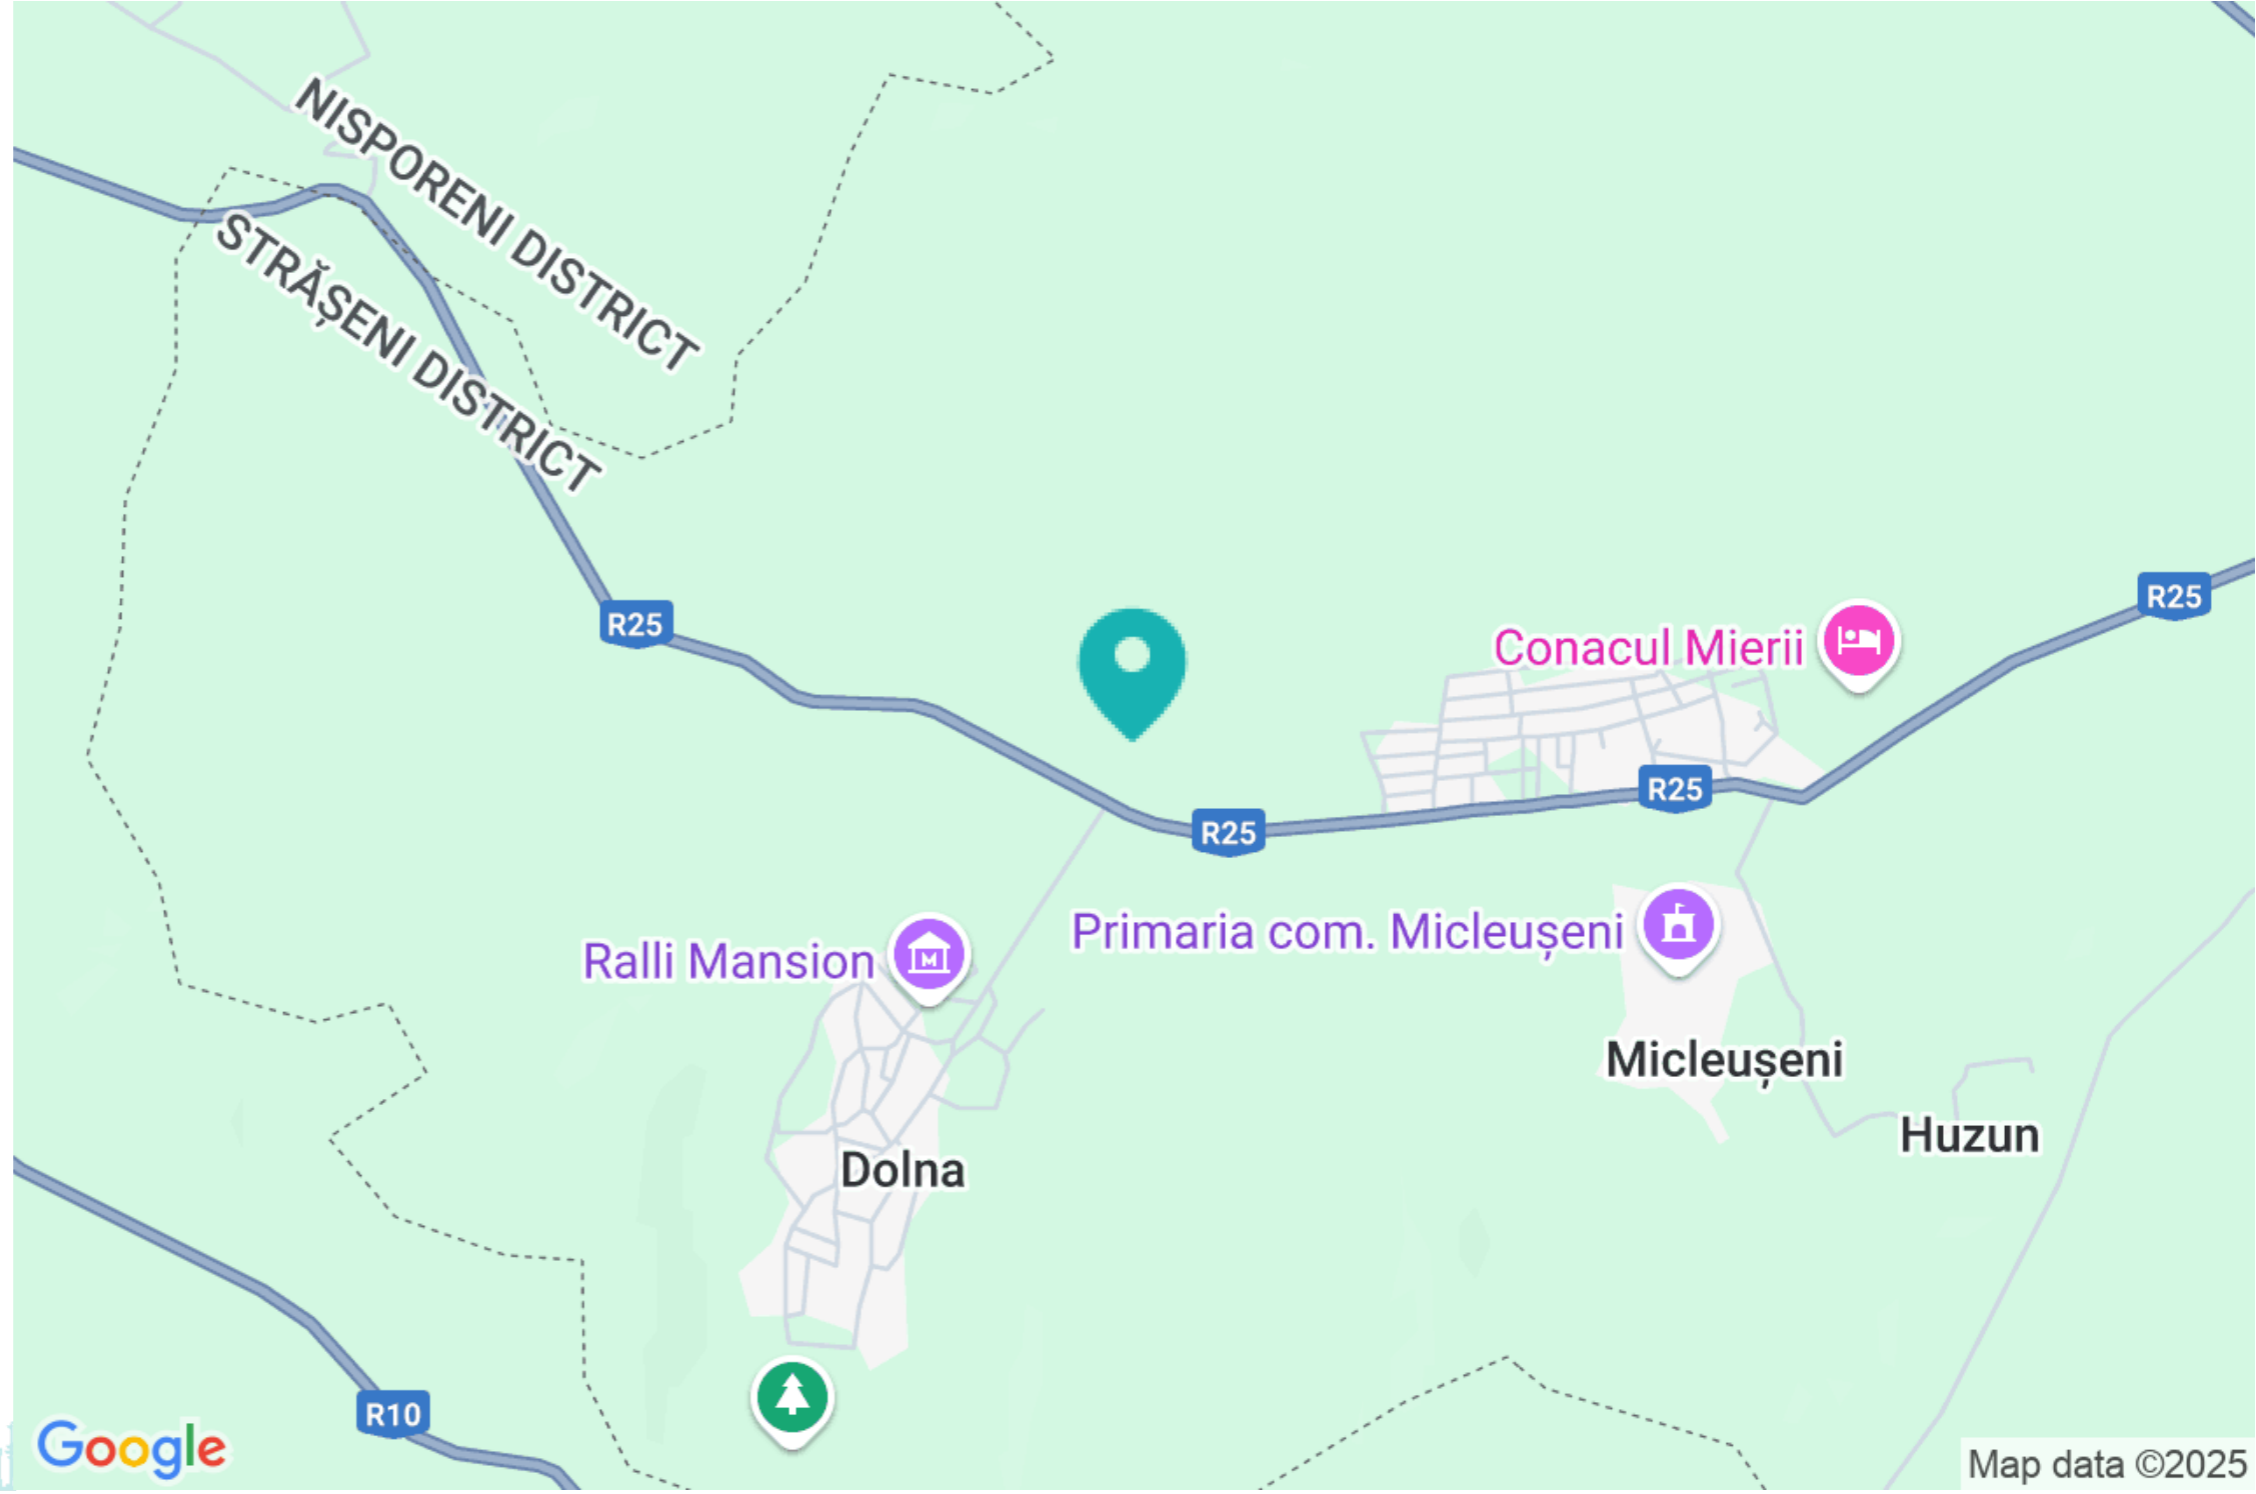 NISPORENI DISTRICT
STRĂȘENI DISTRICT
R25
R25
Conacul Mierii
R25
R25
Primaria com. Micleușeni
Ralli Mansion
Micleușeni
Huzun
Dolna
R10
Google
Map data ©2025